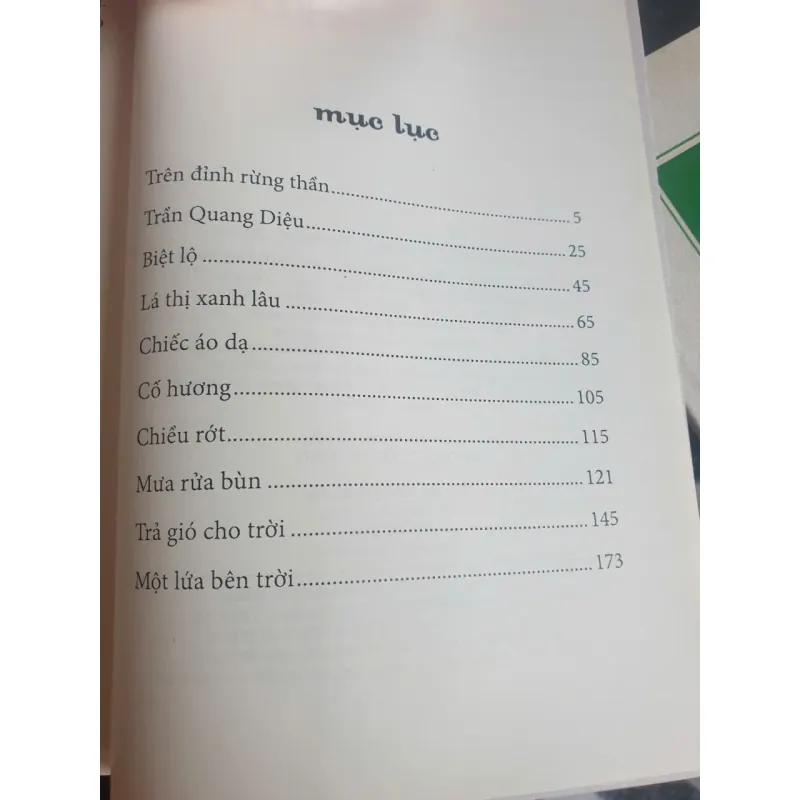 mục lục
Trên đỉnh rừng thần..........................................5
Trần Quang Diệu..........................................25
Biệt lộ..........................................45
Lá thị xanh lâu..........................................65
Chiếc áo dạ..........................................85
Cố hương..........................................105
Chiều rớt..........................................115
Mưa rửa bùn..........................................121
Trả gió cho trời..........................................145
Một lứa bên trời..........................................173